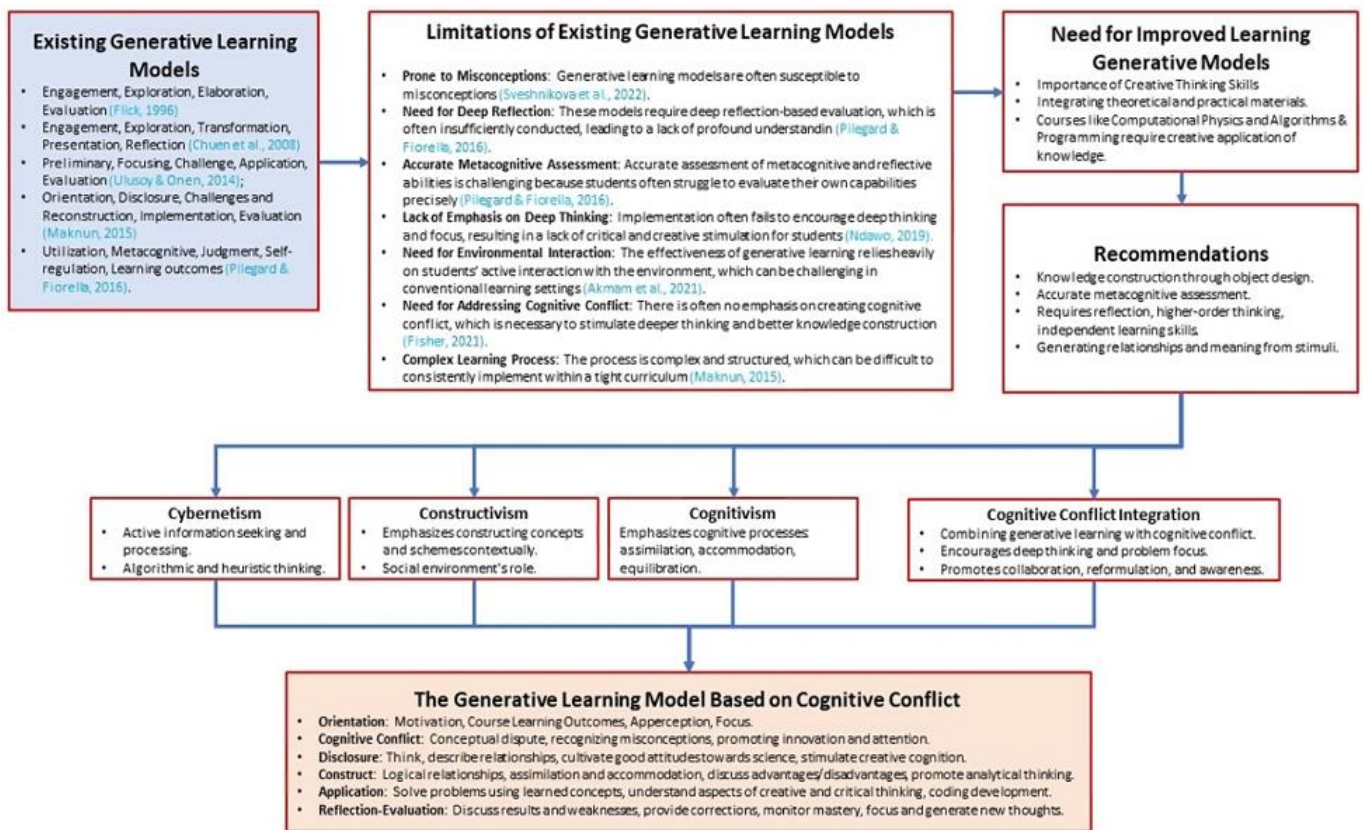 Existing Generative Learning
Models
• Engagement, Exploration, Elaboration,
Evaluation (Flick, 1996)
• Engagement, Exploration, Transformation,
Presentation, Reflection (Chuen et al., 2008)
• Preliminary, Focusing, Challenge, Application,
Evaluation (Ulusoy & Onen, 2014);
• Orientation, Disclosure, Challenges and
Reconstruction, Implementation, Evaluation
(Maknun, 2015)
• Utilization, Metacognitive, Judgment, Self-
regulation, Learning outcomes (Pilegard &
Fiorella, 2016).
Limitations of Existing Generative Learning Models
• Prone to Misconceptions: Generative learning models are often susceptible to
misconceptions (Sveshnikova et al., 2022).
• Need for Deep Reflection: These models require deep reflection-based evaluation, which is
often insufficiently conducted, leading to a lack of profound understandin (Pilegard &
Fiorella, 2016).
• Accurate Metacognitive Assessment: Accurate assessment of metacognitive and reflective
abilities is challenging because students often struggle to evaluate their own capabilities
precisely (Pilegard & Fiorella, 2016).
• Lack of Emphasis on Deep Thinking: Implementation often fails to encourage deep thinking
and focus, resulting in a lack of critical and creative stimulation for students (Ndawo, 2019).
• Need for Environmental Interaction: The effectiveness of generative learning relies heavily
on students' active interaction with the environment, which can be challenging in
conventional learning settings (Akmam et al., 2021).
• Need for Addressing Cognitive Conflict: There is often no emphasis on creating cognitive
conflict, which is necessary to stimulate deeper thinking and better knowledge construction
(Fisher, 2021).
• Complex Learning Process: The process is complex and structured, which can be difficult to
consistently implement within a tight curriculum (Maknun, 2015).
Need for Improved Learning
Generative Models
• Importance of Creative Thinking Skills
• Integrating theoretical and practical materials.
• Courses like Computational Physics and Algorithms &
Programming require creative application of
knowledge.
Recommendations
• Knowledge construction through object design.
• Accurate metacognitive assessment.
• Requires reflection, higher-order thinking,
independent learning skills.
• Generating relationships and meaning from stimuli.
Cybernetism
• Active information seeking and
processing.
• Algorithmic and heuristic thinking.
Constructivism
• Emphasizes constructing concepts
and schemes contextually.
• Social environment's role.
Cognitivism
Emphasizes cognitive processes:
assimilation, accommodation,
equilibration.
Cognitive Conflict Integration
• Combining generative learning with cognitive conflict.
• Encourages deep thinking and problem focus.
• Promotes collaboration, reformulation, and awareness.
The Generative Learning Model Based on Cognitive Conflict
• Orientation: Motivation, Course Learning Outcomes, Apperception, Focus.
• Cognitive Conflict: Conceptual dispute, recognizing misconceptions, promoting innovation and attention.
• Disclosure: Think, describe relationships, cultivate good attitudes towards science, stimulate creative cognition.
• Construct: Logical relationships, assimilation and accommodation, discuss advantages/disadvantages, promote analytical thinking.
• Application: Solve problems using learned concepts, understand aspects of creative and critical thinking, coding development.
• Reflection-Evaluation: Discuss results and weaknesses, provide corrections, monitor mastery, focus and generate new thoughts.